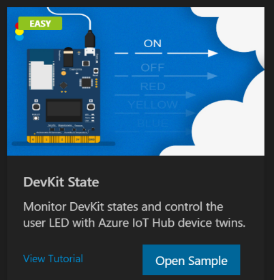 EASY
ON
OFF
RED
YELLOW
DevKit State
Monitor DevKit states and control the
user LED with Azure IoT Hub device twins.
View Tutorial
Open Sample